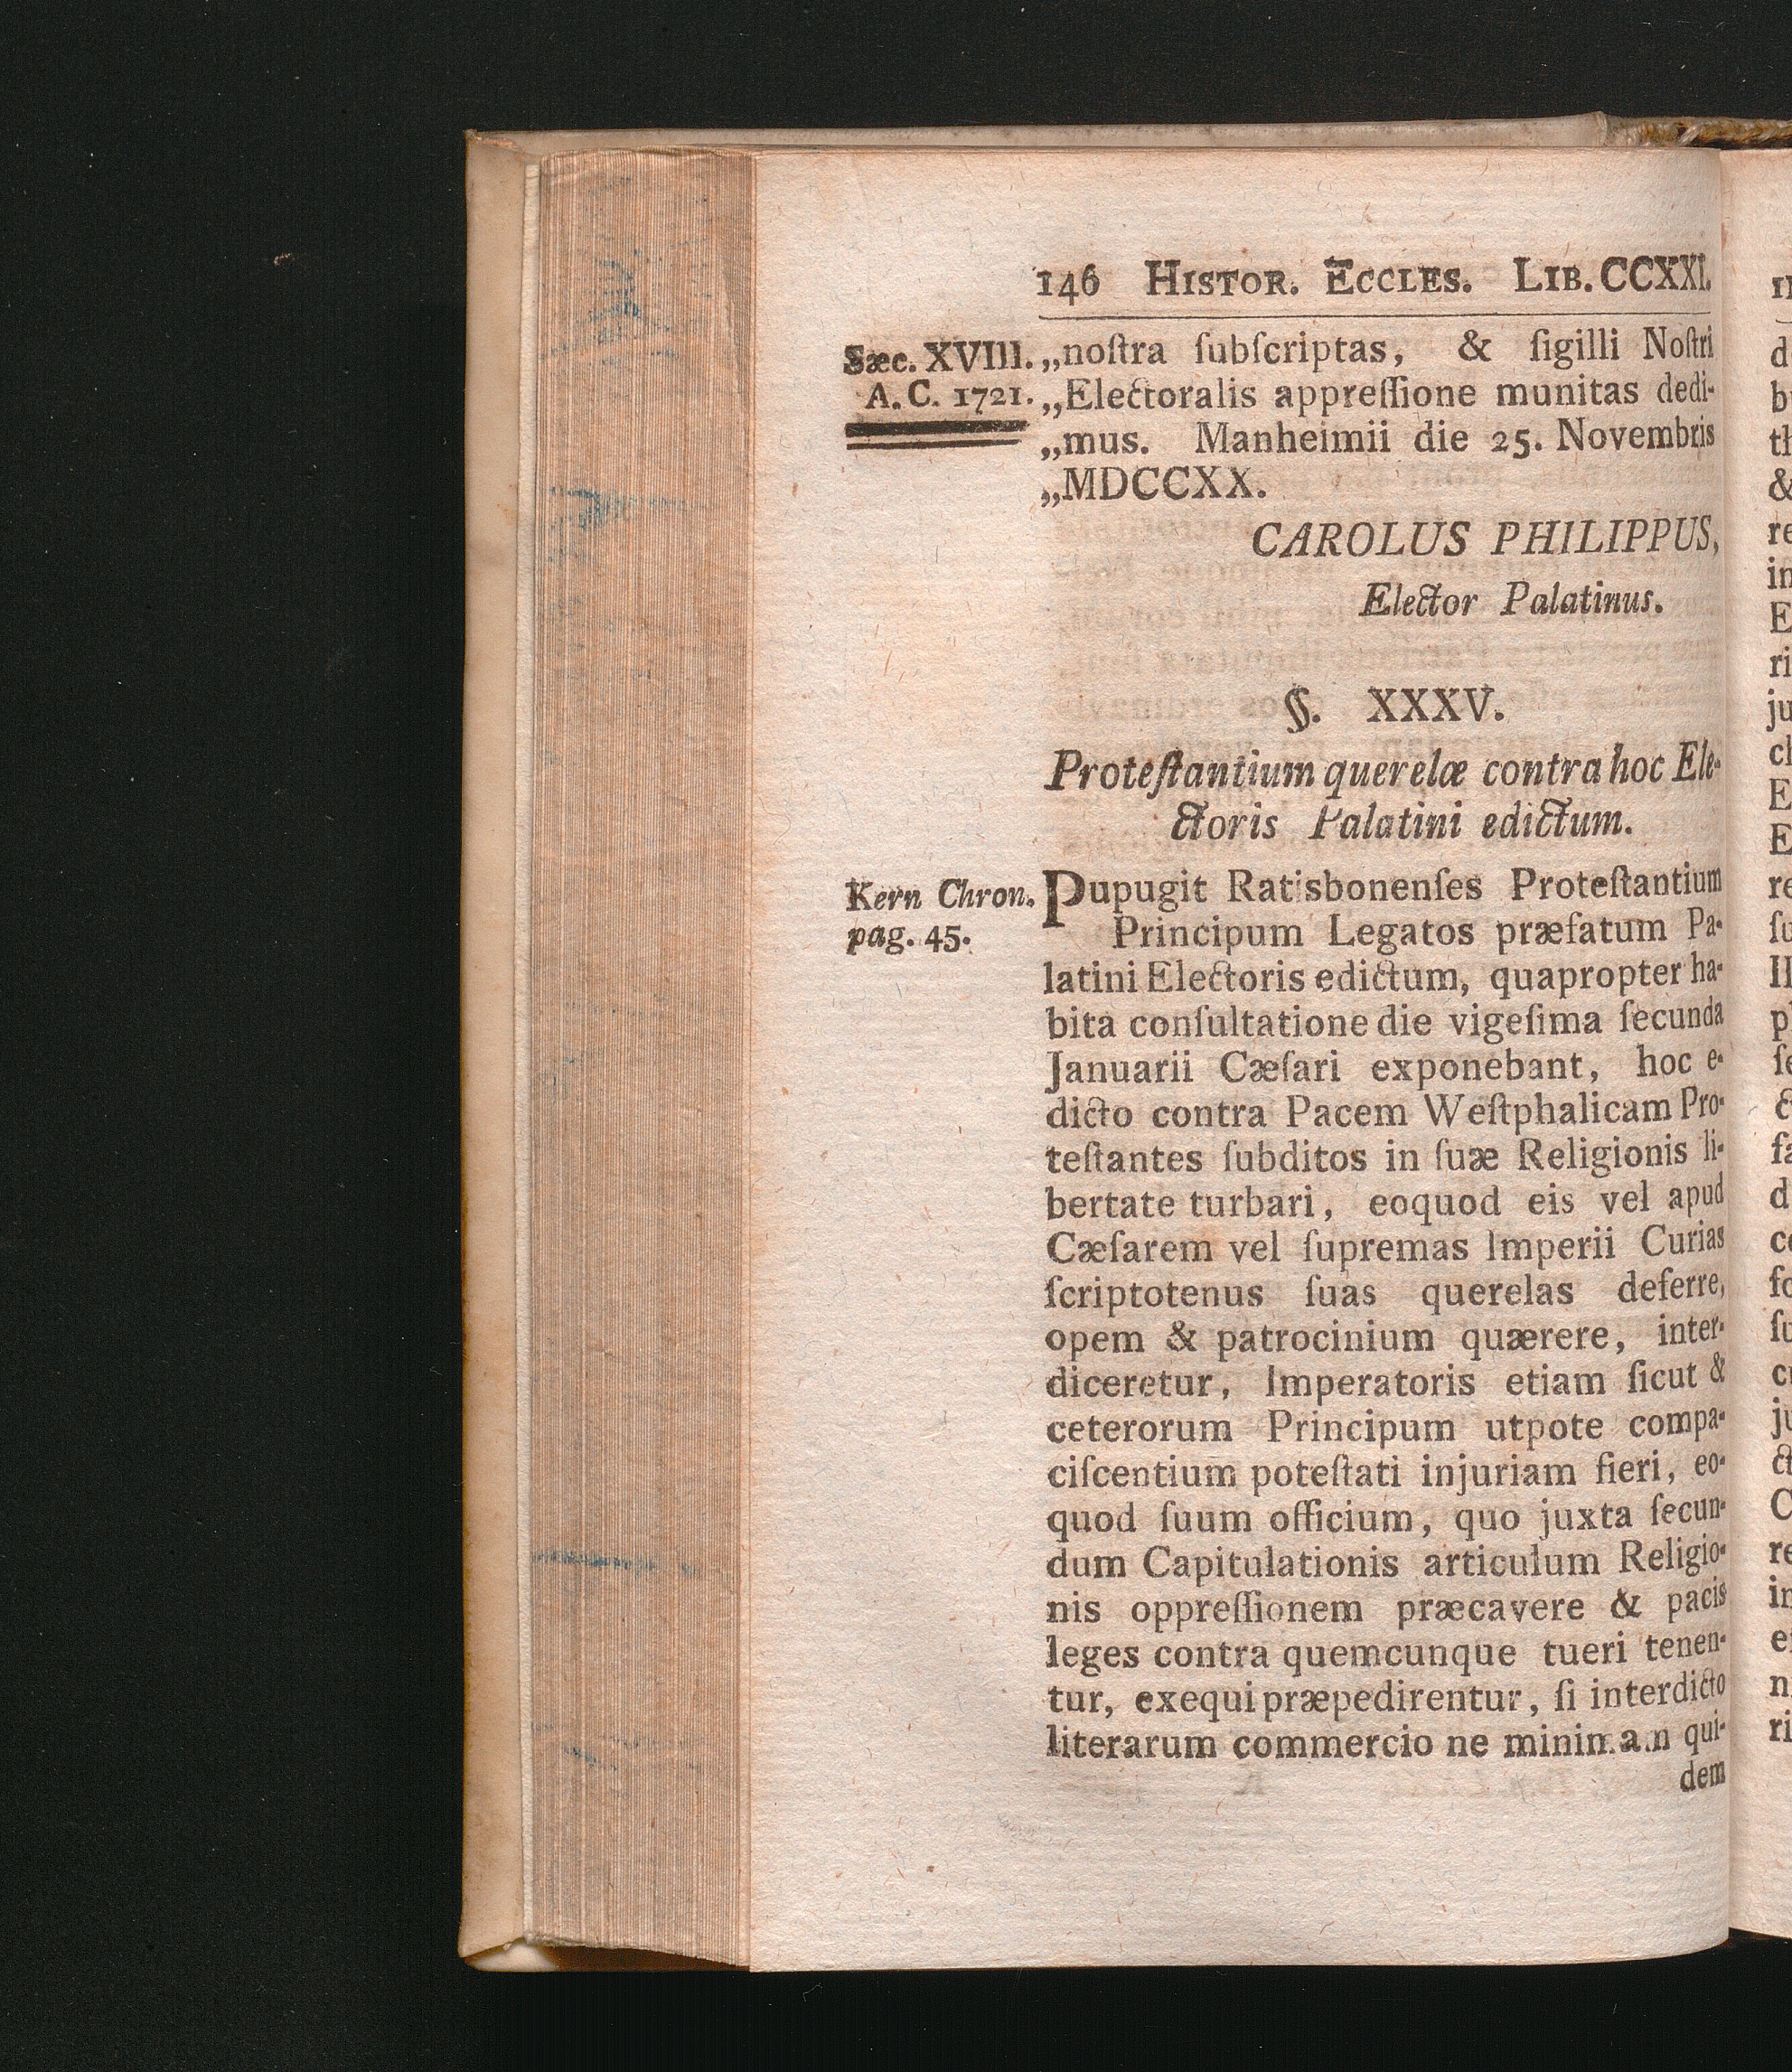 146 HISTOR. ECCLES. LIB. CCXXI.
Sæc. XVIII.
A. C. 1721.
„noſtra ſubſcriptas, & ſigilli Noſtri
„Electoralis appreſſione munitas dedi-
„mus. Manheimii die 25. Novembris
„MDCCXX.
CAROLUS PHILIPPUS,
Elector Palatinus.
§. XXXV.
Proteſtantium querelæ contra hoc Ele-
ctoris Palatini edictum.
Kern Chron.
pag. 45.
Pupugit Ratisbonenſes Proteſtantium
Principum Legatos præfatum Pa-
latini Electoris edictum, quapropter ha-
bita conſultatione die vigeſima ſecunda
Januarii Cæſari exponebant, hoc e-
dicto contra Pacem Weſtphalicam Pro-
teſtantes ſubditos in ſuæ Religionis li-
bertate turbari, eoquod eis vel apud
Cæſarem vel ſupremas Imperii Curias
ſcriptotenus ſuas querelas deferre,
opem & patrocinium quærere, inter-
diceretur, Imperatoris etiam ſicut &
ceterorum Principum utpote compa-
ciſcentium poteſtati injuriam fieri, eo-
quod ſuum officium, quo juxta ſecun-
dum Capitulationis articulum Religio-
nis oppreſſionem præcavere & pacis
leges contra quemcunque tueri tenen-
tur, exequi præpedirentur, ſi interdicto
literarum commercio ne minimam qui-
dem